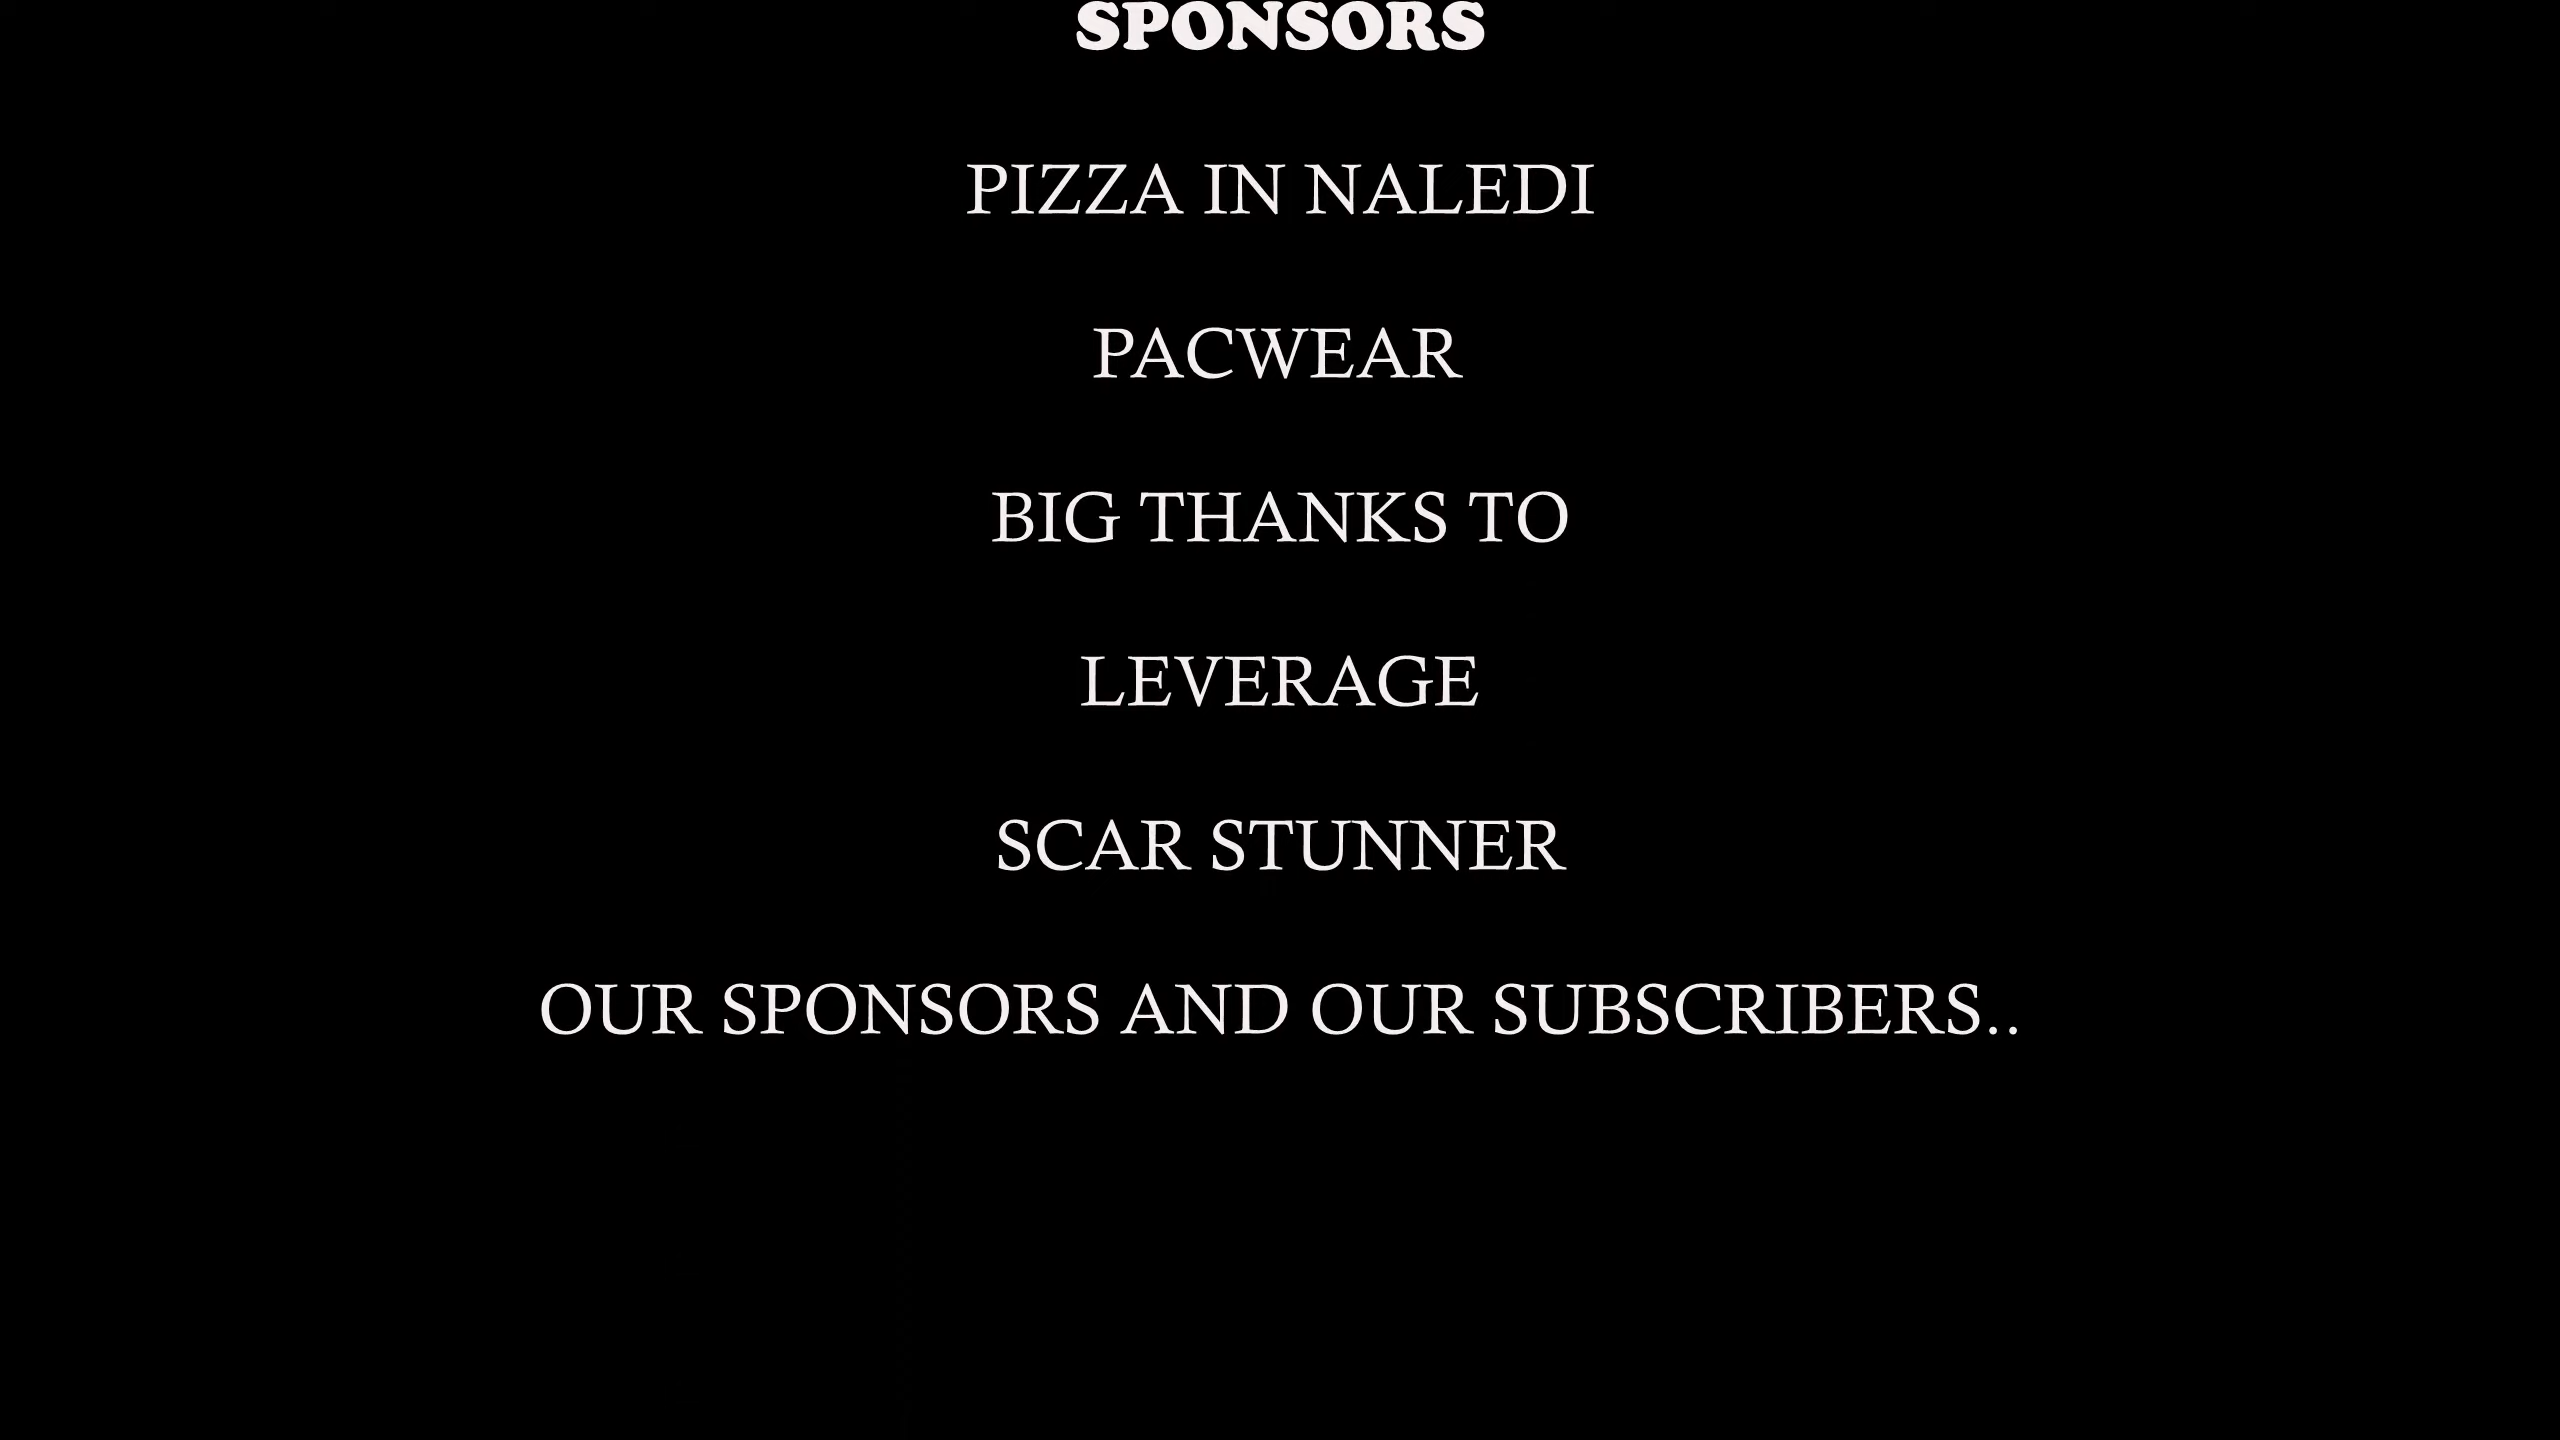 SPONSORS
PIZZA IN NALEDI
PACWEAR
BIG THANKS TO
LEVERAGE
SCAR STUNNER
OUR SPONSORS AND OUR SUBSCRIBERS..